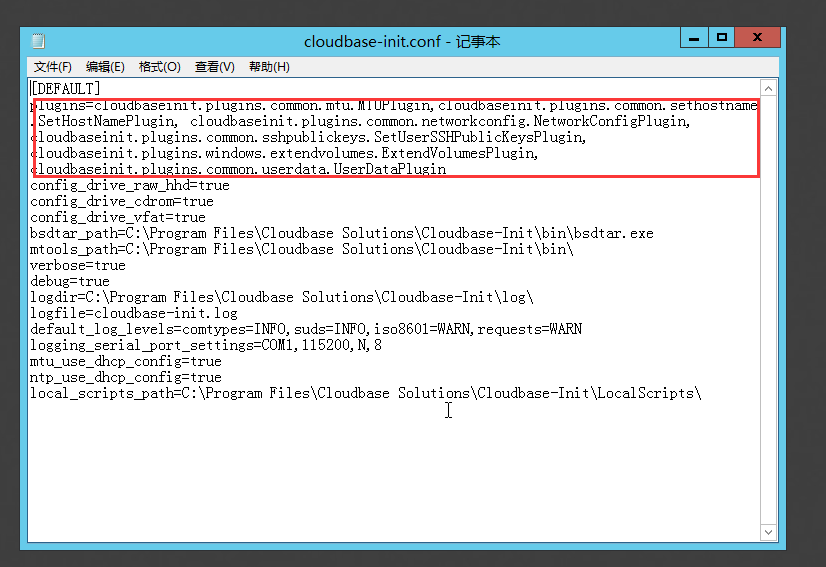 cloudbase-init.conf - 记事本
文件(F) 编辑(E) 格式(O) 查看(V) 帮助(H)
[DEFAULT]
plugins=cloudbaseinit.plugins.common.mtu.MTUPlugin,cloudbaseinit.plugins.common.sethostname
.SetHostNamePlugin, cloudbaseinit.plugins.common.networkconfig.NetworkConfigPlugin,
cloudbaseinit.plugins.common.sshpublickeys.SetUserSSHPublicKeysPlugin,
cloudbaseinit.plugins.windows.extendvolumes.ExtendVolumesPlugin,
cloudbaseinit.plugins.common.userdata.UserDataPlugin
config_drive_raw_hhd=true
config_drive_cdrom=true
config_drive_vfat=true
bsdtar_path=C:\Program Files\Cloudbase Solutions\Cloudbase-Init\bin\bsdtar.exe
mtools_path=C:\Program Files\Cloudbase Solutions\Cloudbase-Init\bin\
verbose=true
debug=true
logdir=C:\Program Files\Cloudbase Solutions\Cloudbase-Init\log\
logfile=cloudbase-init.log
default_log_levels=comtypes=INFO,suds=INFO,iso8601=WARN,requests=WARN
logging_serial_port_settings=COM1,115200,N,8
mtu_use_dhcp_config=true
ntp_use_dhcp_config=true
local_scripts_path=C:\Program Files\Cloudbase Solutions\Cloudbase-Init\LocalScripts\